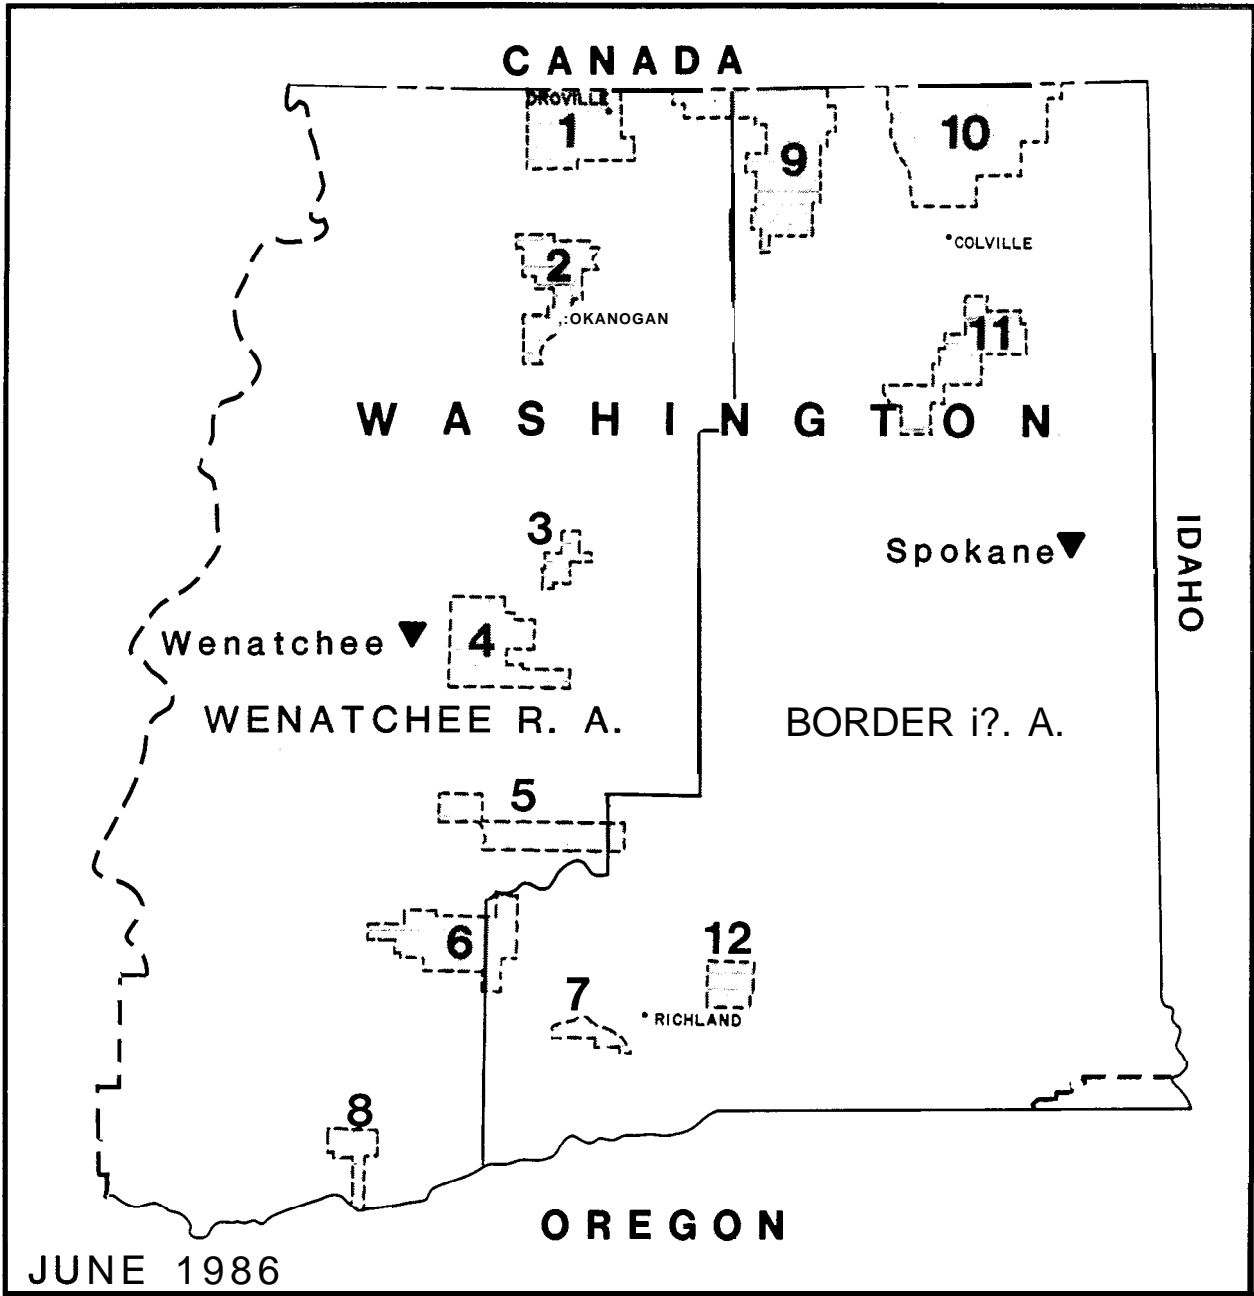 CANADA
OROVILLE
1
9
10
COLVILLE
2
OKANOGAN
11
WASHINGTON
3
Spokane
IDAHO
Wenatchee
4
WENATCHEE R. A.
BORDER i?. A.
5
6
12
7
RICHLAND
8
OREGON
JUNE 1986